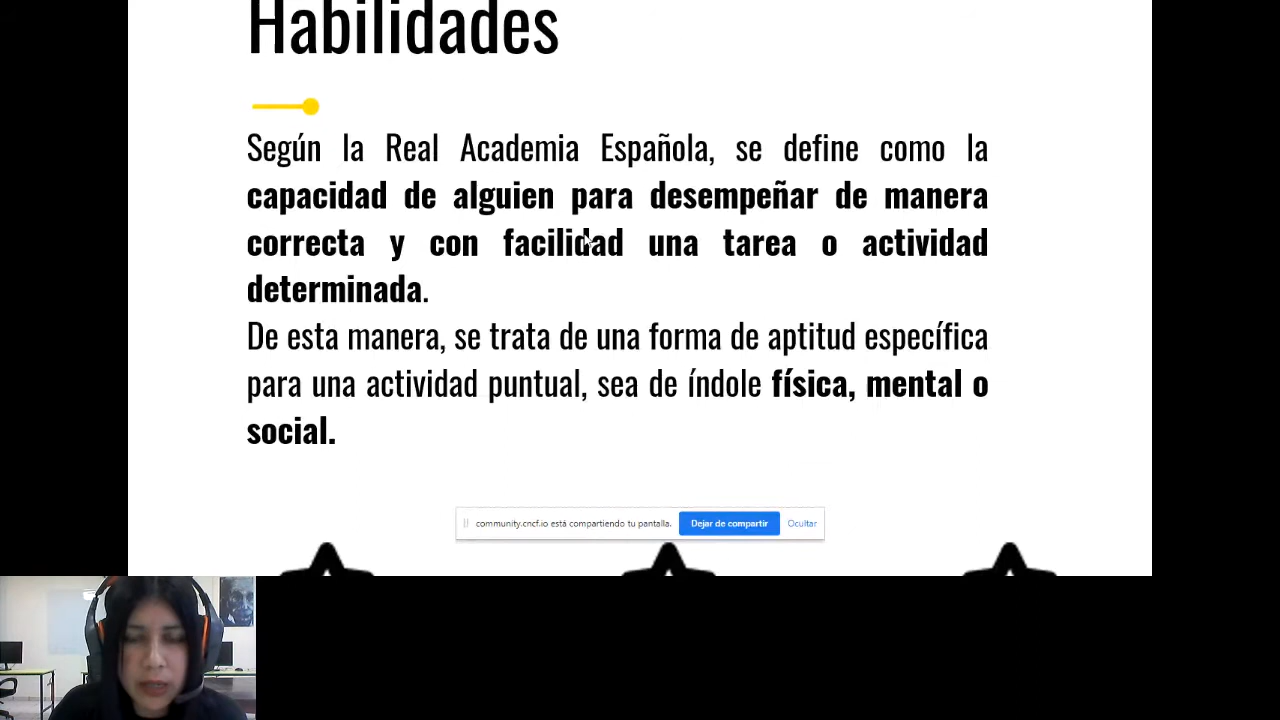 Habilidades
Según la Real Academia Española, se define como la
capacidad de alguien para desempeñar de manera
correcta y con facilidad una tarea o actividad
determinada.
De esta manera, se trata de una forma de aptitud específica
para una actividad puntual, sea de índole física, mental o
social.
community.cncf.io está compartiendo tu pantalla. Dejar de compartir Ocultar